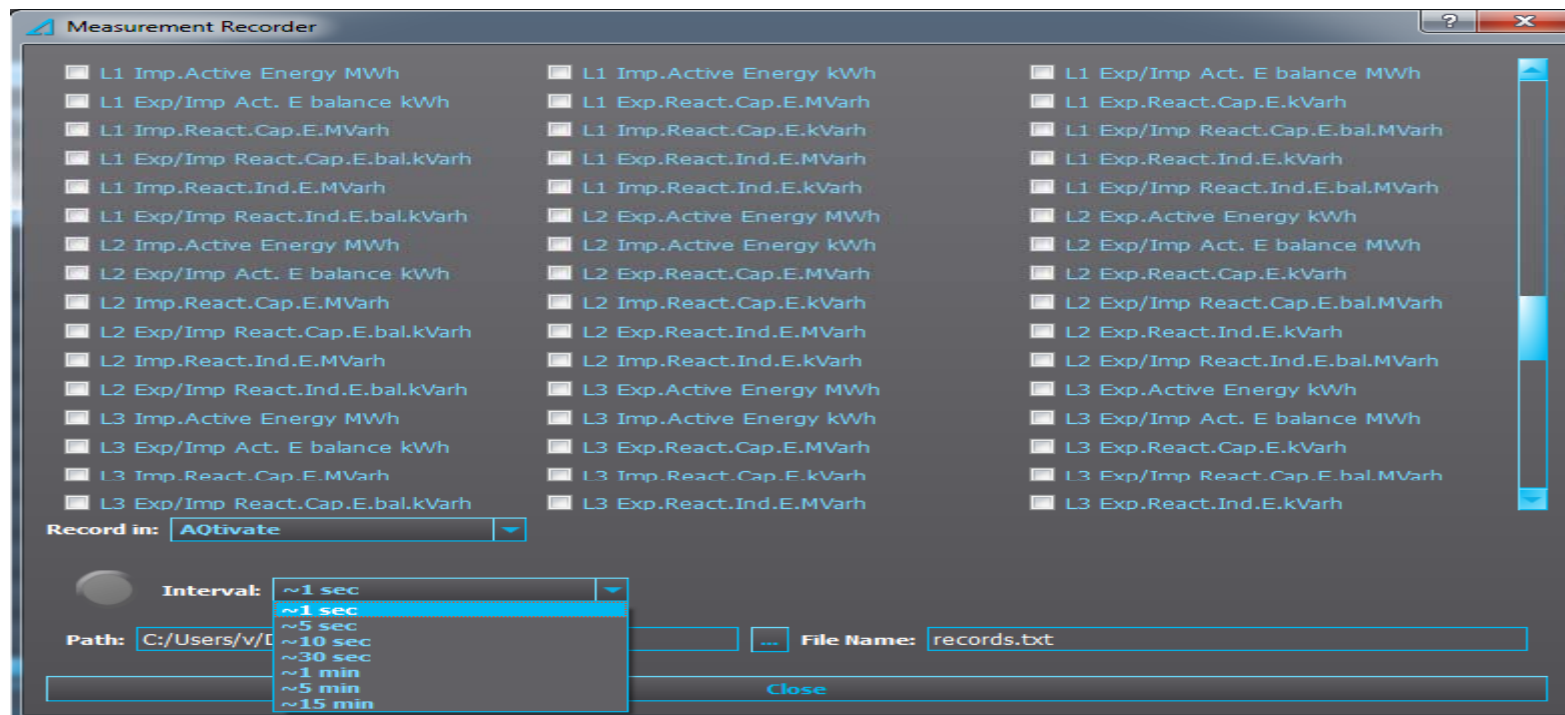 Measurement Recorder
?
L1 Imp.Active Energy MWh L1 Imp.Active Energy kWh L1 Exp/Imp Act. E balance MWh
L1 Exp/Imp Act. E balance kWh L1 Exp.React.Cap.E.MVarh L1 Exp.React.Cap.E.kVarh
L1 Imp.React.Cap.E.MVarh L1 Imp.React.Cap.E.kVarh L1 Exp/Imp React.Cap.E.bal.MVarh
L1 Exp/Imp React.Cap.E.bal.kVarh L1 Exp.React.Ind.E.MVarh L1 Exp.React.Ind.E.kVarh
L1 Imp.React.Ind.E.MVarh L1 Imp.React.Ind.E.kVarh L1 Exp/Imp React.Ind.E.bal.MVarh
L1 Exp/Imp React.Ind.E.bal.kVarh L2 Exp.Active Energy MWh L2 Exp.Active Energy kWh
L2 Imp.Active Energy MWh L2 Imp.Active Energy kWh L2 Exp/Imp Act. E balance MWh
L2 Exp/Imp Act. E balance kWh L2 Exp.React.Cap.E.MVarh L2 Exp.React.Cap.E.kVarh
L2 Imp.React.Cap.E.MVarh L2 Imp.React.Cap.E.kVarh L2 Exp/Imp React.Cap.E.bal.MVarh
L2 Exp/Imp React.Cap.E.bal.kVarh L2 Exp.React.Ind.E.MVarh L2 Exp.React.Ind.E.kVarh
L2 Imp.React.Ind.E.MVarh L2 Imp.React.Ind.E.kVarh L2 Exp/Imp React.Ind.E.bal.MVarh
L2 Exp/Imp React.Ind.E.bal.kVarh L3 Exp.Active Energy MWh L3 Exp.Active Energy kWh
L3 Imp.Active Energy MWh L3 Imp.Active Energy kWh L3 Exp/Imp Act. E balance MWh
L3 Exp/Imp Act. E balance kWh L3 Exp.React.Cap.E.MVarh L3 Exp.React.Cap.E.kVarh
L3 Imp.React.Cap.E.MVarh L3 Imp.React.Cap.E.kVarh L3 Exp/Imp React.Cap.E.bal.MVarh
L3 Exp/Imp React.Cap.E.bal.kVarh L3 Exp.React.Ind.E.MVarh L3 Exp.React.Ind.E.kVarh
Record in: AQtivate
Interval: ~1 sec
~1 sec
~5 sec
~10 sec
~30 sec
~1 min
~5 min
~15 min
Path: C:/Users/v/ ... File Name: records.txt
Close